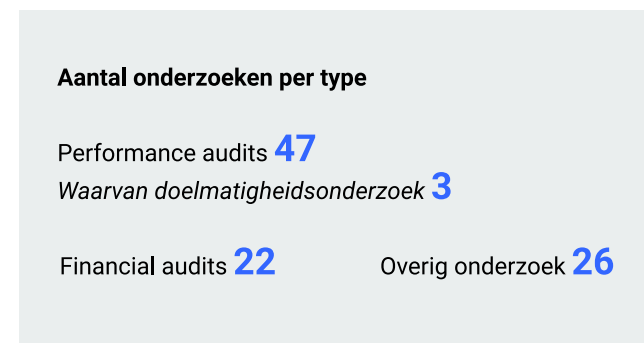 Aantal onderzoeken per type
Performance audits 47
Waarvan doelmatigheidsonderzoek 3
Financial audits 22 Overig onderzoek 26